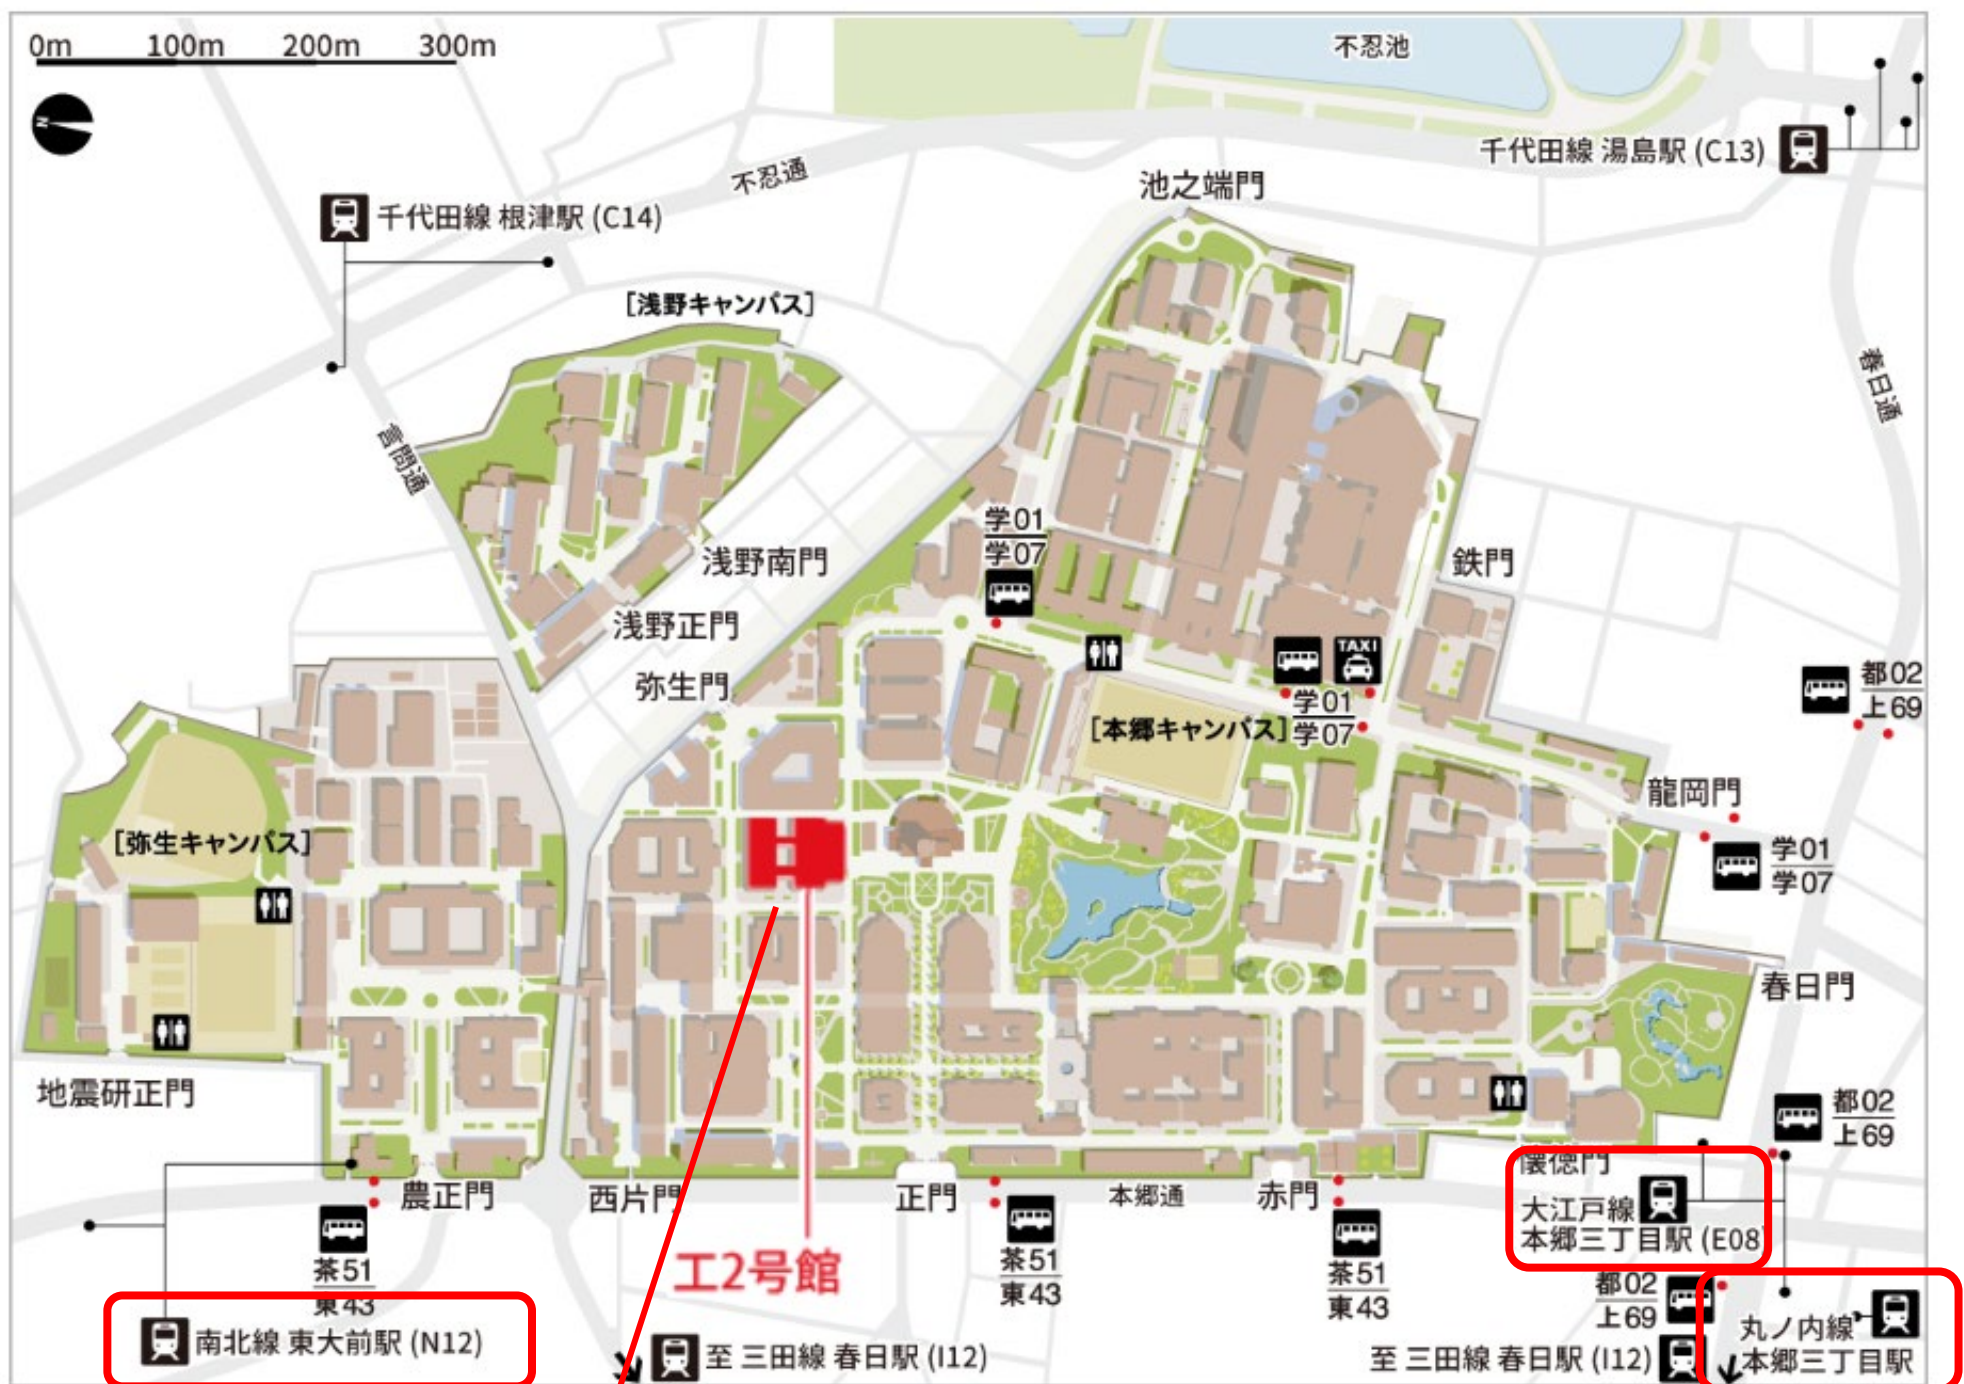 0m 100m 200m 300m
N
不忍池
千代田線 湯島駅 (C13)
不忍通
池之端門
千代田線 根津駅 (C14)
[浅野キャンパス]
春日通
言問通
学01
学07
浅野南門
鉄門
浅野正門
弥生門
TAXI
[本郷キャンパス]
学01
学07
都02
上69
龍岡門
[弥生キャンパス]
学01
学07
春日門
地震研正門
都02
上69
懐徳門
農正門
西片門
正門
本郷通
赤門
大江戸線
本郷三丁目駅 (E08)
茶51
東43
工2号館
茶51
東43
茶51
東43
都02
上69
南北線 東大前駅 (N12)
至 三田線 春日駅 (I12)
至 三田線 春日駅 (I12)
丸ノ内線
本郷三丁目駅